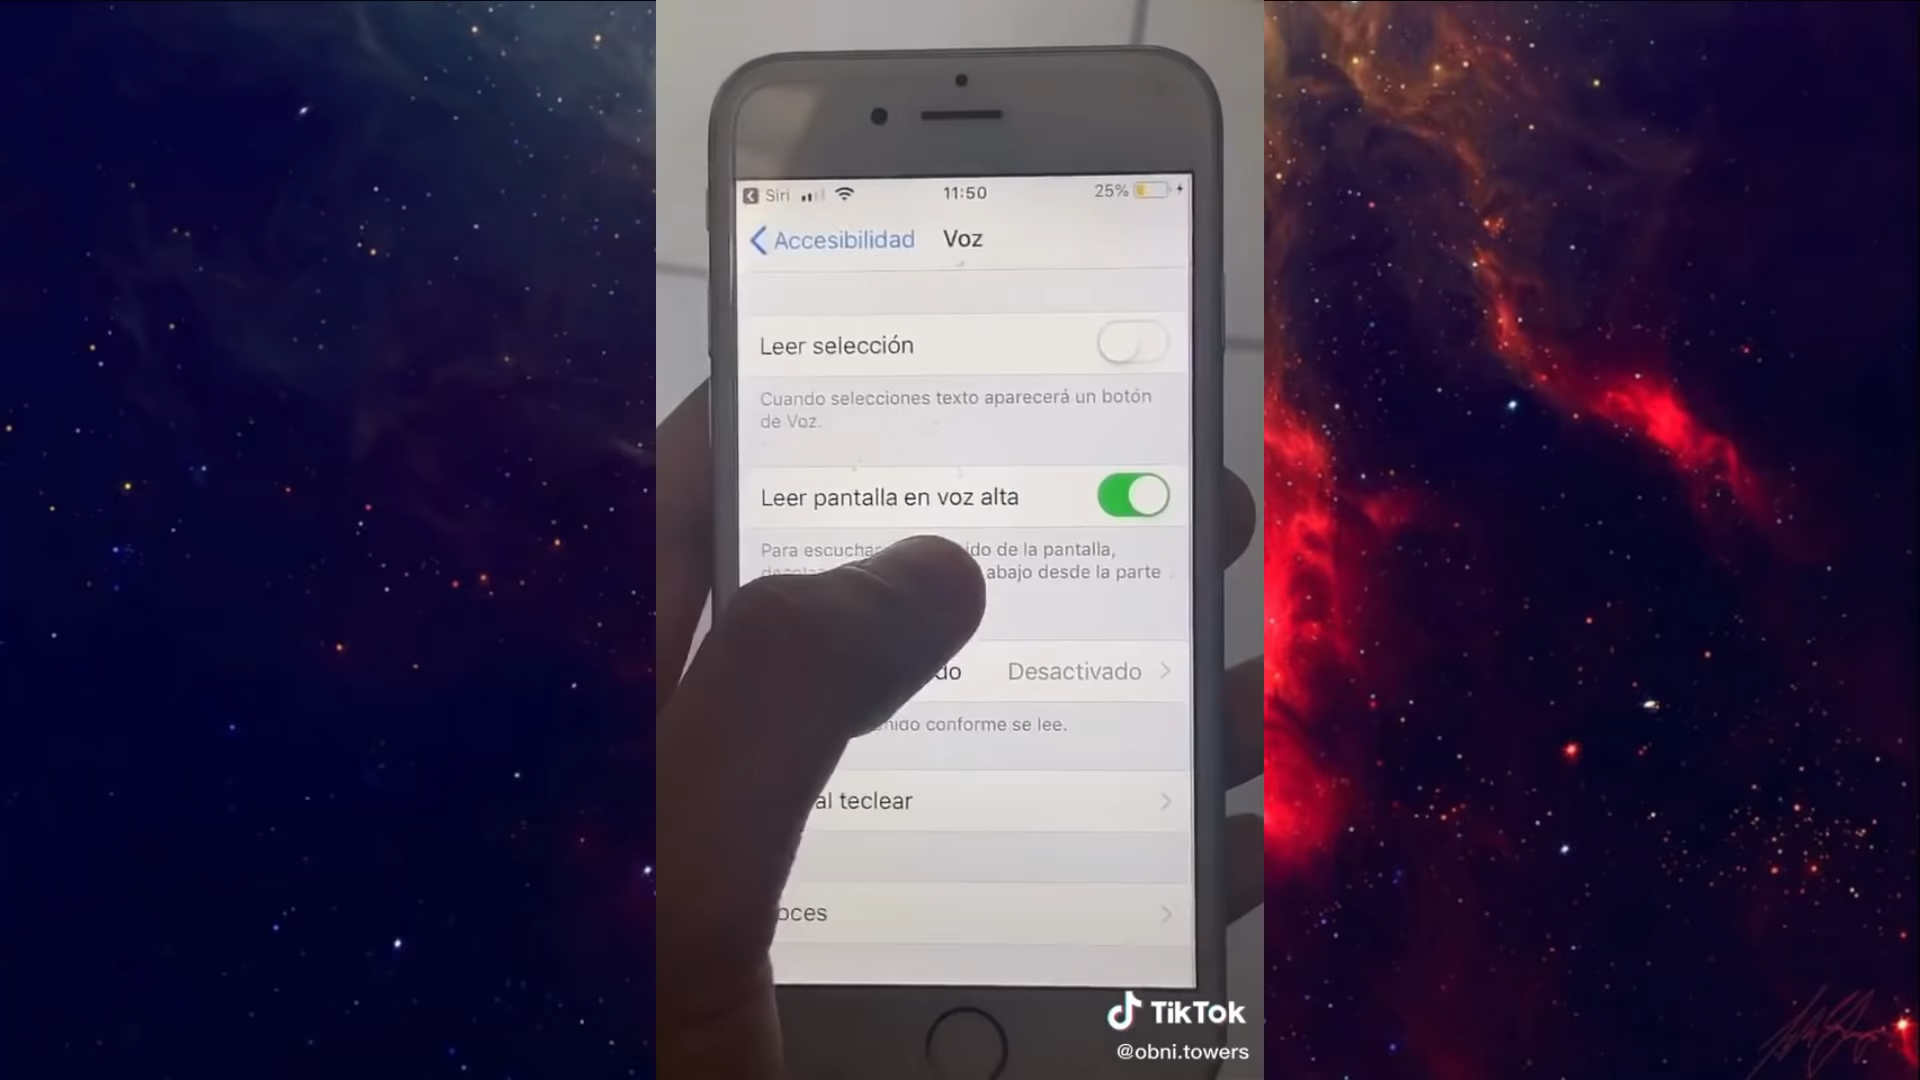 Siri 11:50 25%
Accesibilidad Voz
Leer selección
Cuando selecciones texto aparecerá un botón
de Voz.
Leer pantalla en voz alta
Para escuchar ido de la pantalla,
abajo desde la parte
do Desactivado
conforme se lee.
al teclear
oces
TikTok
@obni.towers